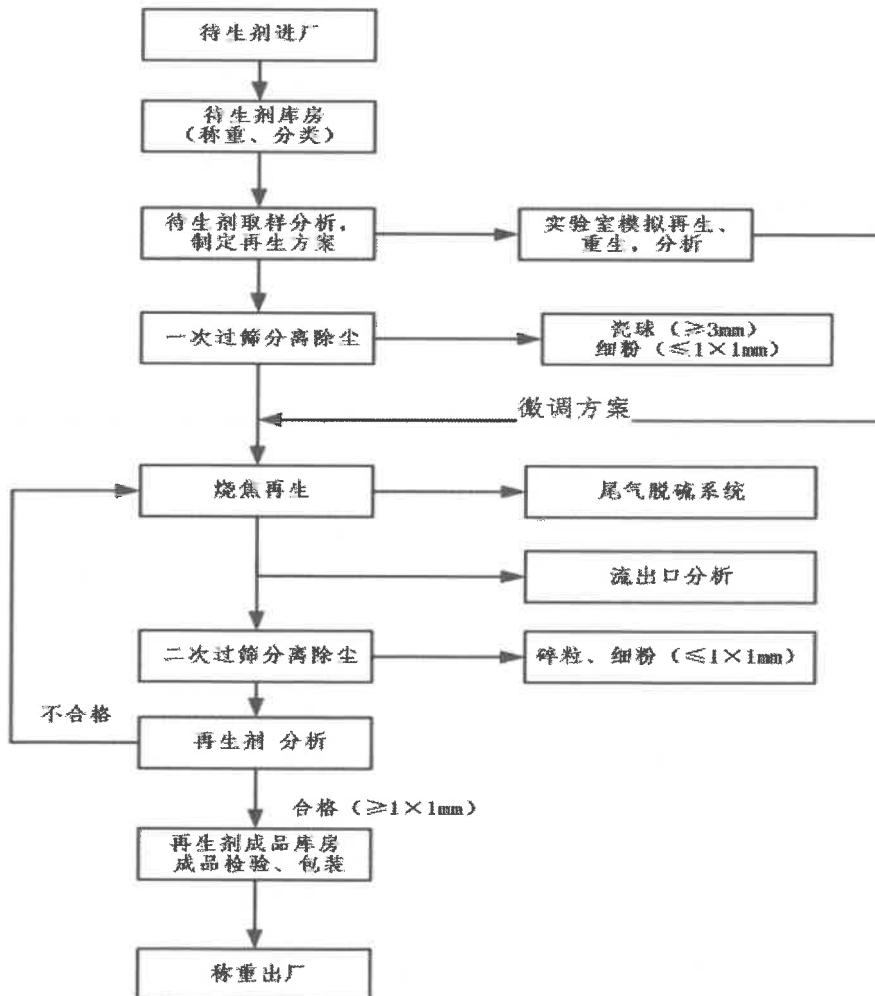 待生剂进厂
待生剂库房
(称重、分类)
待生剂取样分析,
制定再生方案
实验室模拟再生、
重生,分析
一次过筛分离除尘
瓷球(≥3mm)
细粉(≤1×1mm)
微调方案
烧焦再生
尾气脱硫系统
流出口分析
二次过筛分离除尘
碎粒、细粉(≤1×1mm)
不合格
再生剂 分析
合格(≥1×1mm)
再生剂成品库房
成品检验、包装
称重出厂